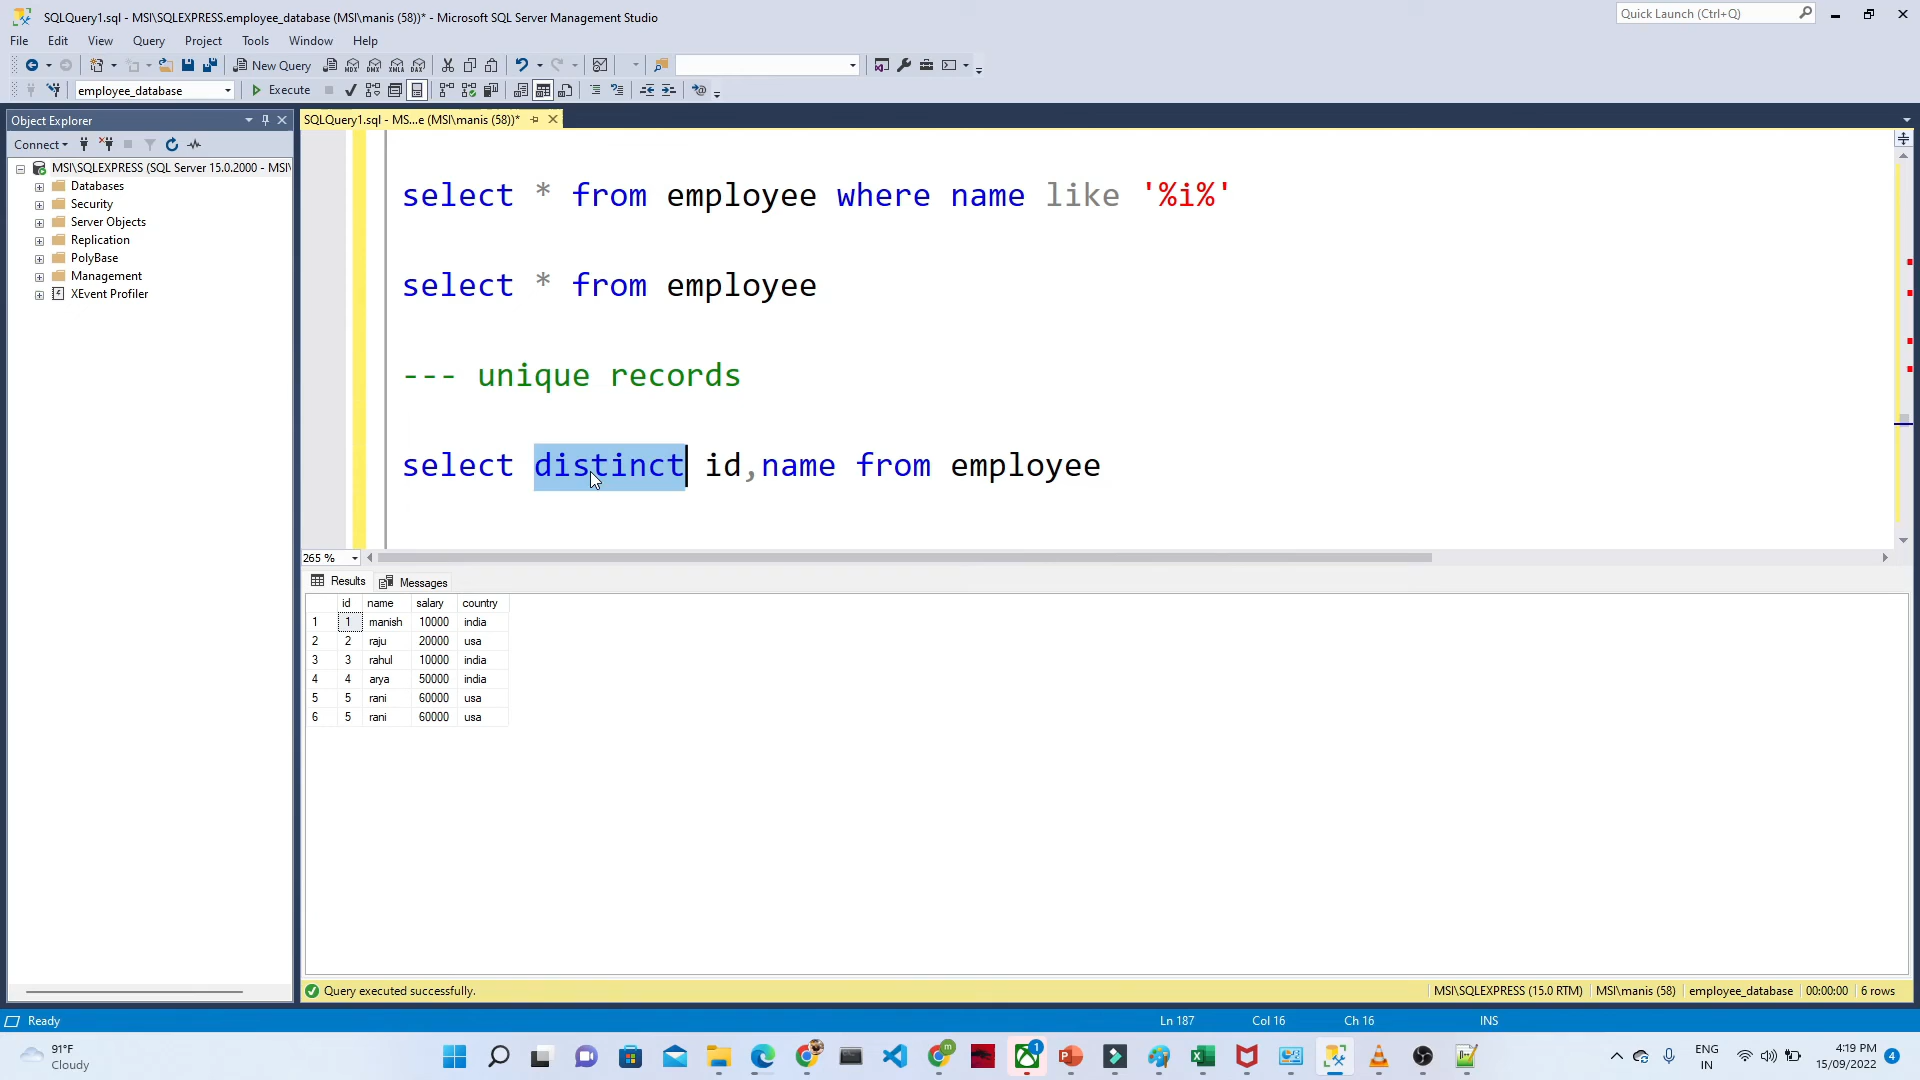 SQLQuery1.sql - MSI\SQLEXPRESS.employee_database (MSI\manis (58))* - Microsoft SQL Server Management Studio
Quick Launch (Ctrl+Q)
File Edit View Query Project Tools Window Help
New Query
employee_database Execute
Object Explorer
SQLQuery1.sql - MS...e (MSI\manis (58))*
Connect
MSI\SQLEXPRESS (SQL Server 15.0.2000 - MSI\
Databases
Security
Server Objects
Replication
PolyBase
Management
XEvent Profiler
select * from employee where name like '%i%'
select * from employee
--- unique records
select distinct id,name from employee
265 %
Results Messages
id name salary country
1 1 manish 10000 india
2 2 raju 20000 usa
3 3 rahul 10000 india
4 4 arya 50000 india
5 5 rani 60000 usa
6 5 rani 60000 usa
Query executed successfully.
MSI\SQLEXPRESS (15.0 RTM) MSI\manis (58) employee_database 00:00:00 6 rows
Ready
Ln 187 Col 16 Ch 16 INS
91°F
Cloudy
m
1
ENG
IN
4:19 PM
15/09/2022
4